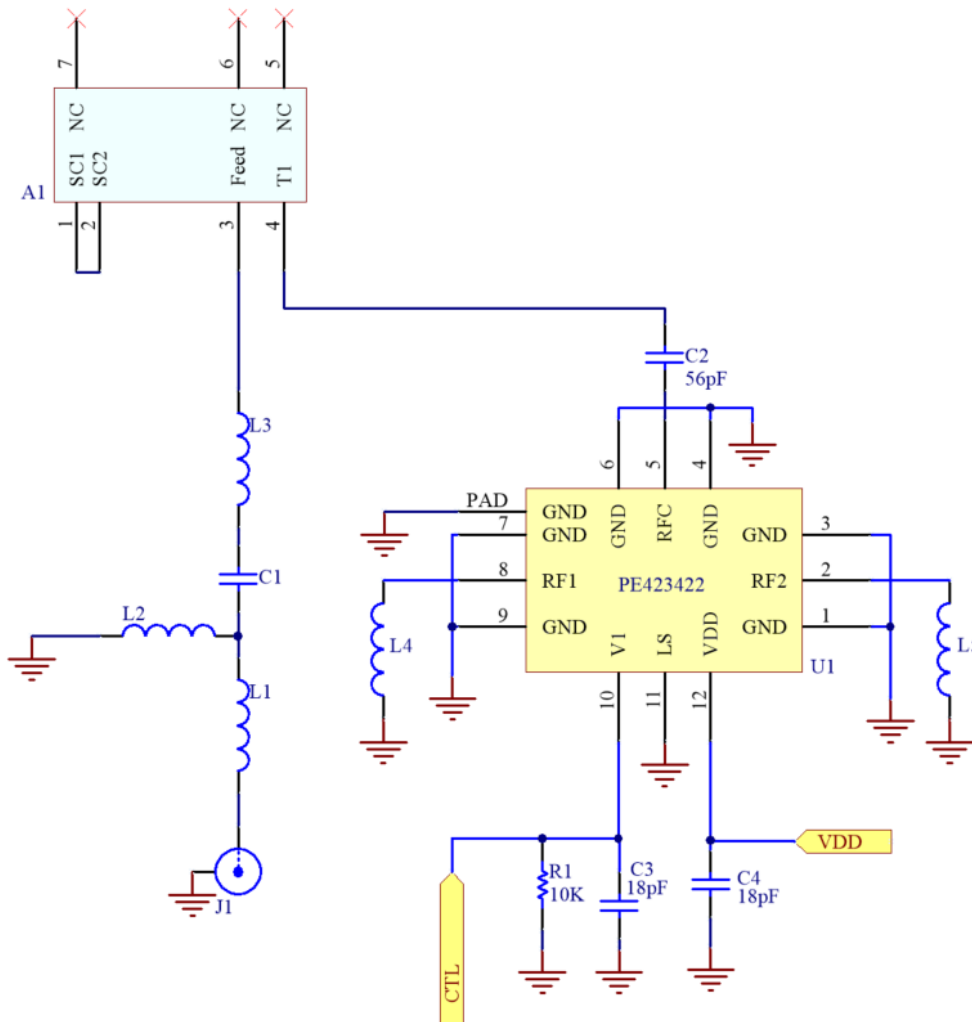 7 6 5
NC NC NC
SC1 SC2 Feed T1
A1
1 2 3 4
C2
56pF
L3
6 5 4
PAD
GND GND RFC GND
7 GND GND 3
8 RF1 PE423422 RF2 2
9 GND GND 1
V1 LS VDD
U1
C1
L2
L4
L1
10 11 12
VDD
R1
10K
C3
18pF
C4
18pF
J1
CTL